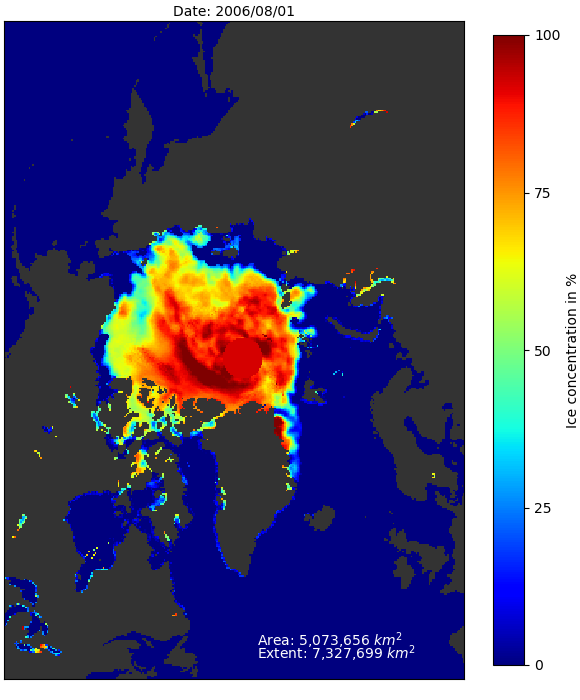 Date: 2006/08/01
100
75
50
25
0
Ice concentration in %
Area: 5,073,656 km²
Extent: 7,327,699 km²